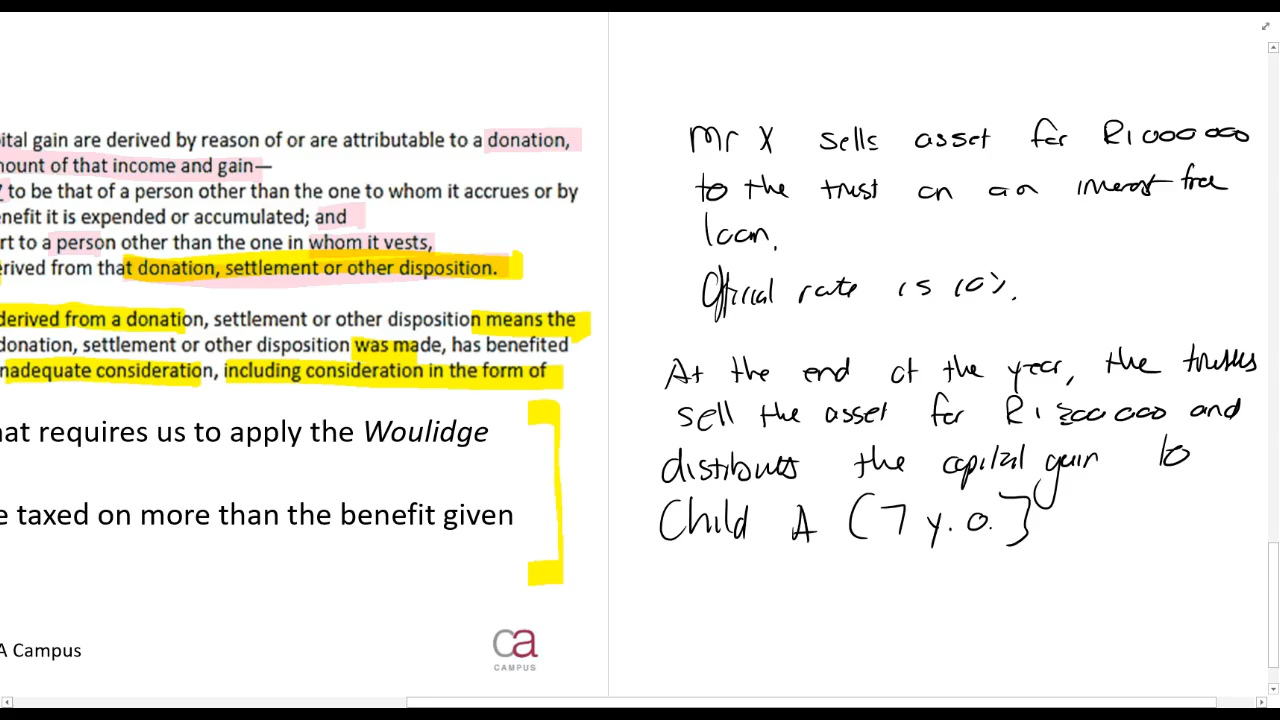 ital gain are derived by reason of or are attributable to a donation,
mount of that income and gain—
7 to be that of a person other than the one to whom it accrues or by
enefit it is expended or accumulated; and
rt to a person other than the one in whom it vests,
erived from that donation, settlement or other disposition.
derived from a donation, settlement or other disposition means the
donation, settlement or other disposition was made, has benefited
nadequate consideration, including consideration in the form of
hat requires us to apply the Woulidge
e taxed on more than the benefit given
A Campus
ca
CAMPUS
Mr X sells asset for R1 000 000
to the trust on an interest free
loan.
Official rate is 10%.
At the end of the year, the
sell the asset for R1 300 000 and
distributes the capital gain to
Child A (7 y.o.)